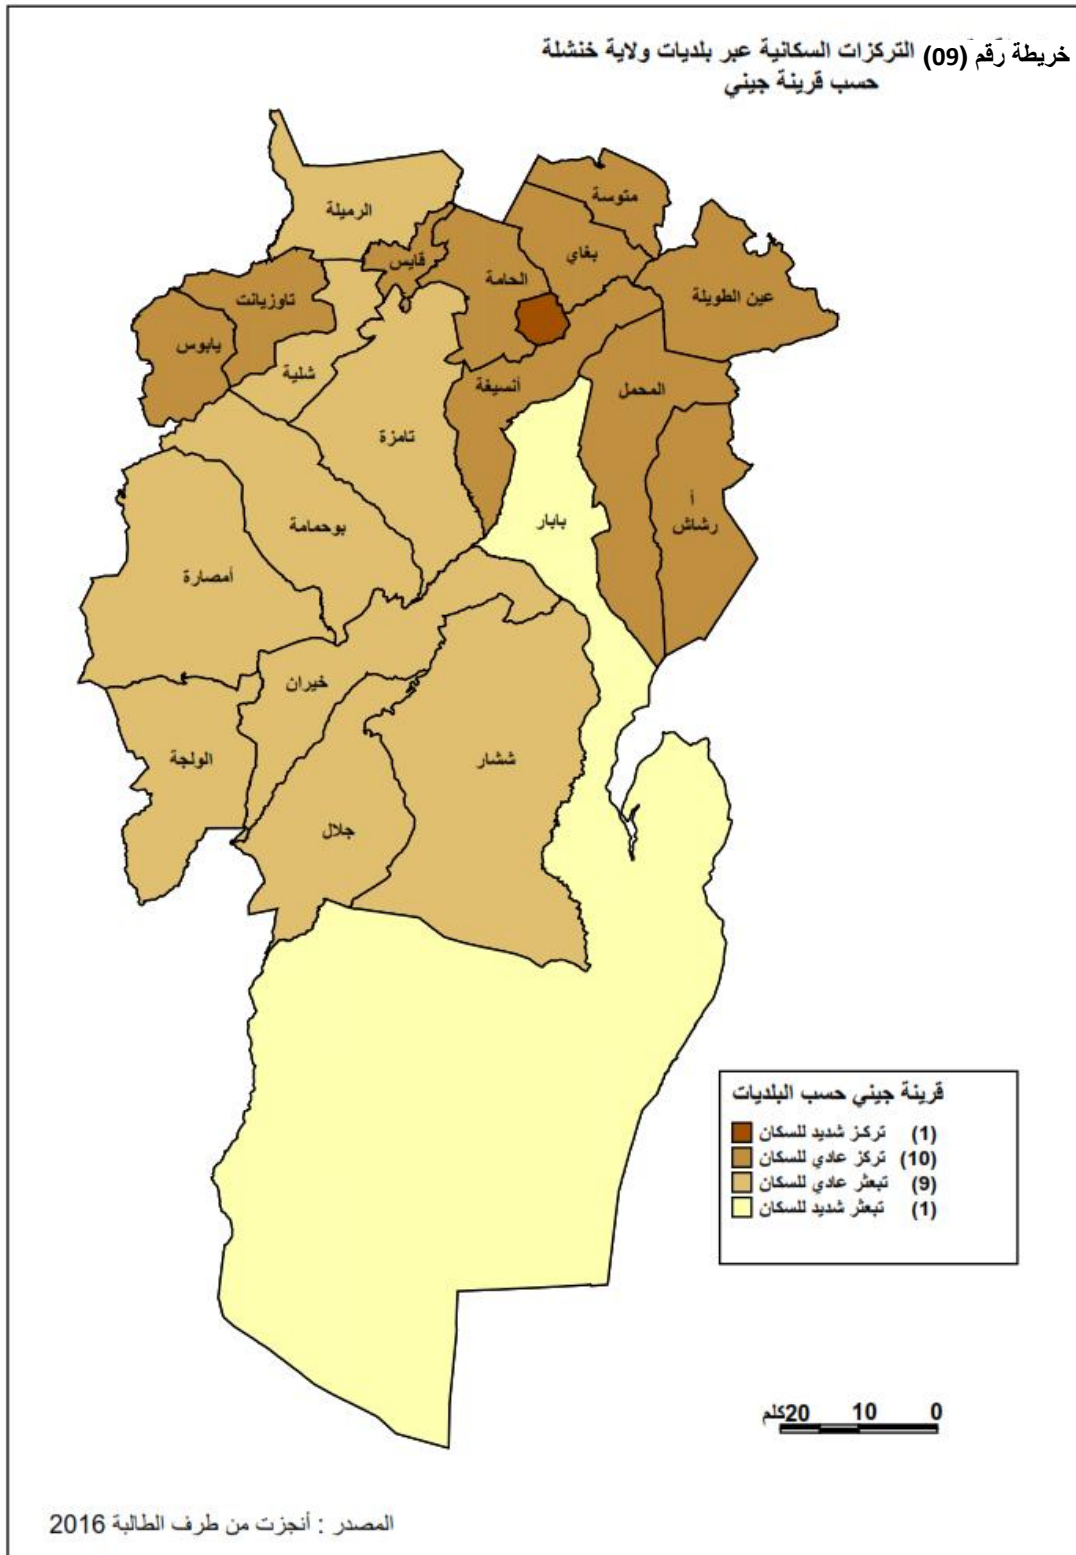 خريطة رقم (09) التركزات السكانية عبر بلديات ولاية خنشلة
حسب قرينة جيني
متوسة
الرميلة
بغاي
قايس
الحامة
عين الطويلة
تاوزيانت
يابوس
شلية
أنسيغة
المحمل
تامزة
أ
رشاش
بابار
بوحمامة
أمصارة
خيران
الولجة
ششار
جلال
قرينة جيني حسب البلديات
(1) تركز شديد للسكان
(10) تركز عادي للسكان
(9) تبعثر عادي للسكان
(1) تبعثر شديد للسكان
0 10 20كلم
المصدر : أنجزت من طرف الطالبة 2016